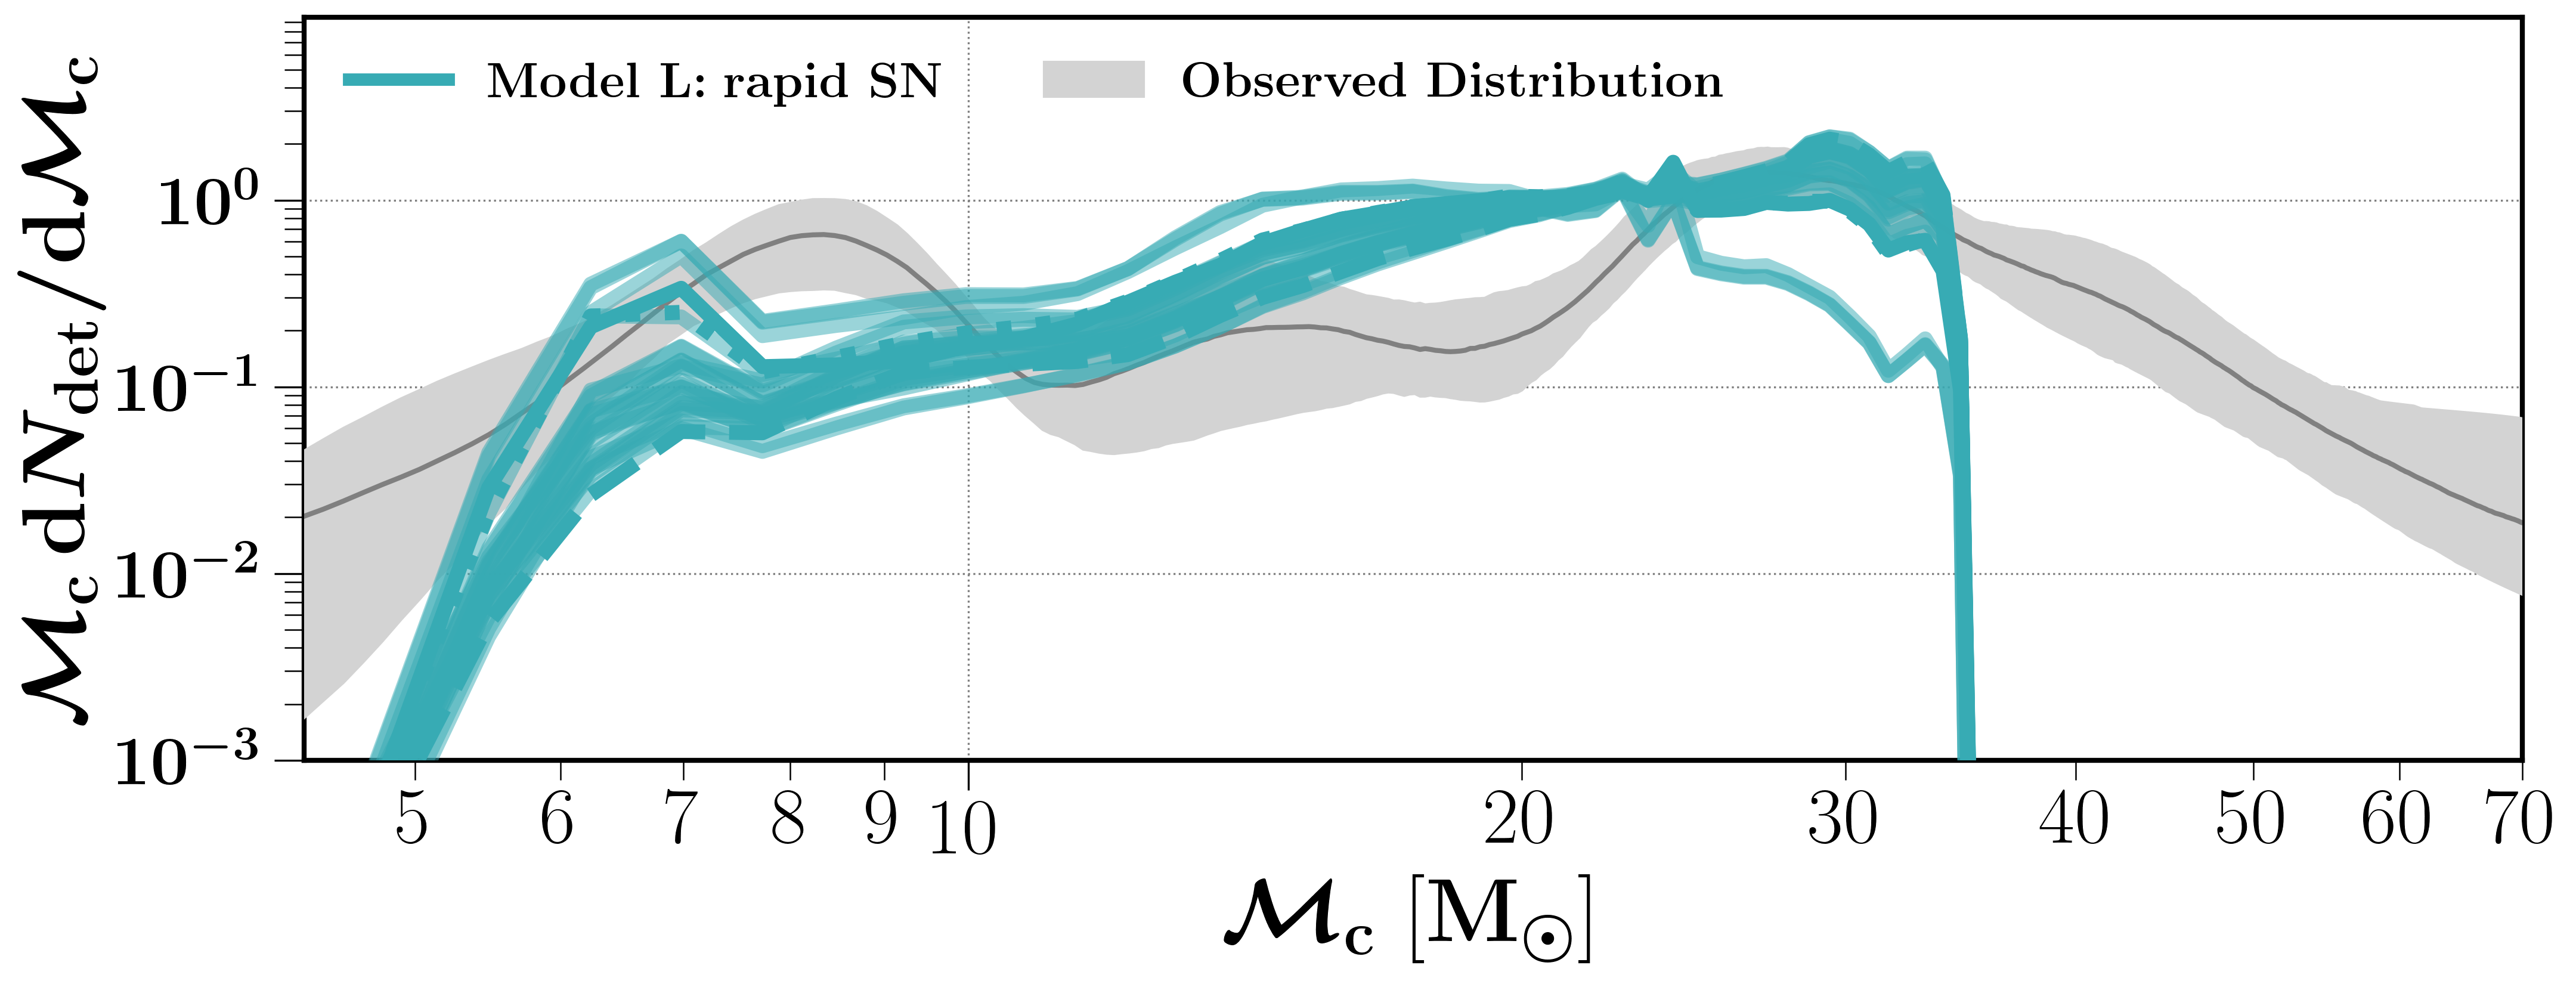 Model L: rapid SN
Observed Distribution
ℳc dNdet/dℳc
10⁰
10⁻¹
10⁻²
10⁻³
5 6 7 8 9 10 20 30 40 50 60 70
ℳc [M⊙]